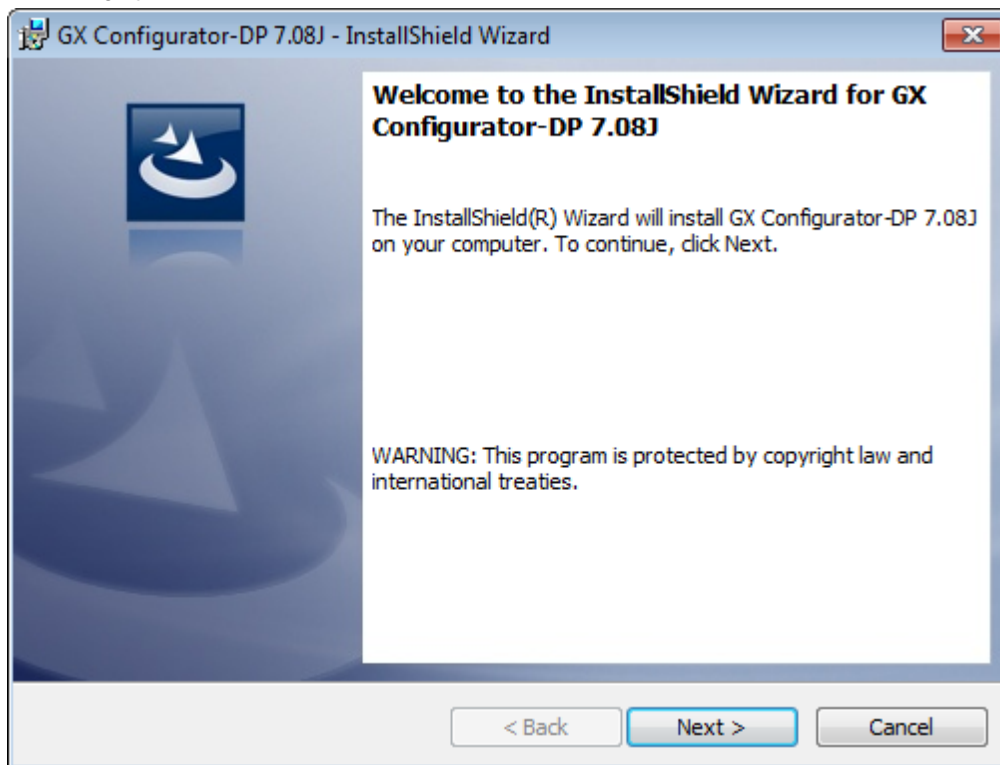 GX Configurator-DP 7.08J - InstallShield Wizard
Welcome to the InstallShield Wizard for GX
Configurator-DP 7.08J
The InstallShield(R) Wizard will install GX Configurator-DP 7.08J
on your computer. To continue, click Next.
WARNING: This program is protected by copyright law and
international treaties.
< Back Next > Cancel